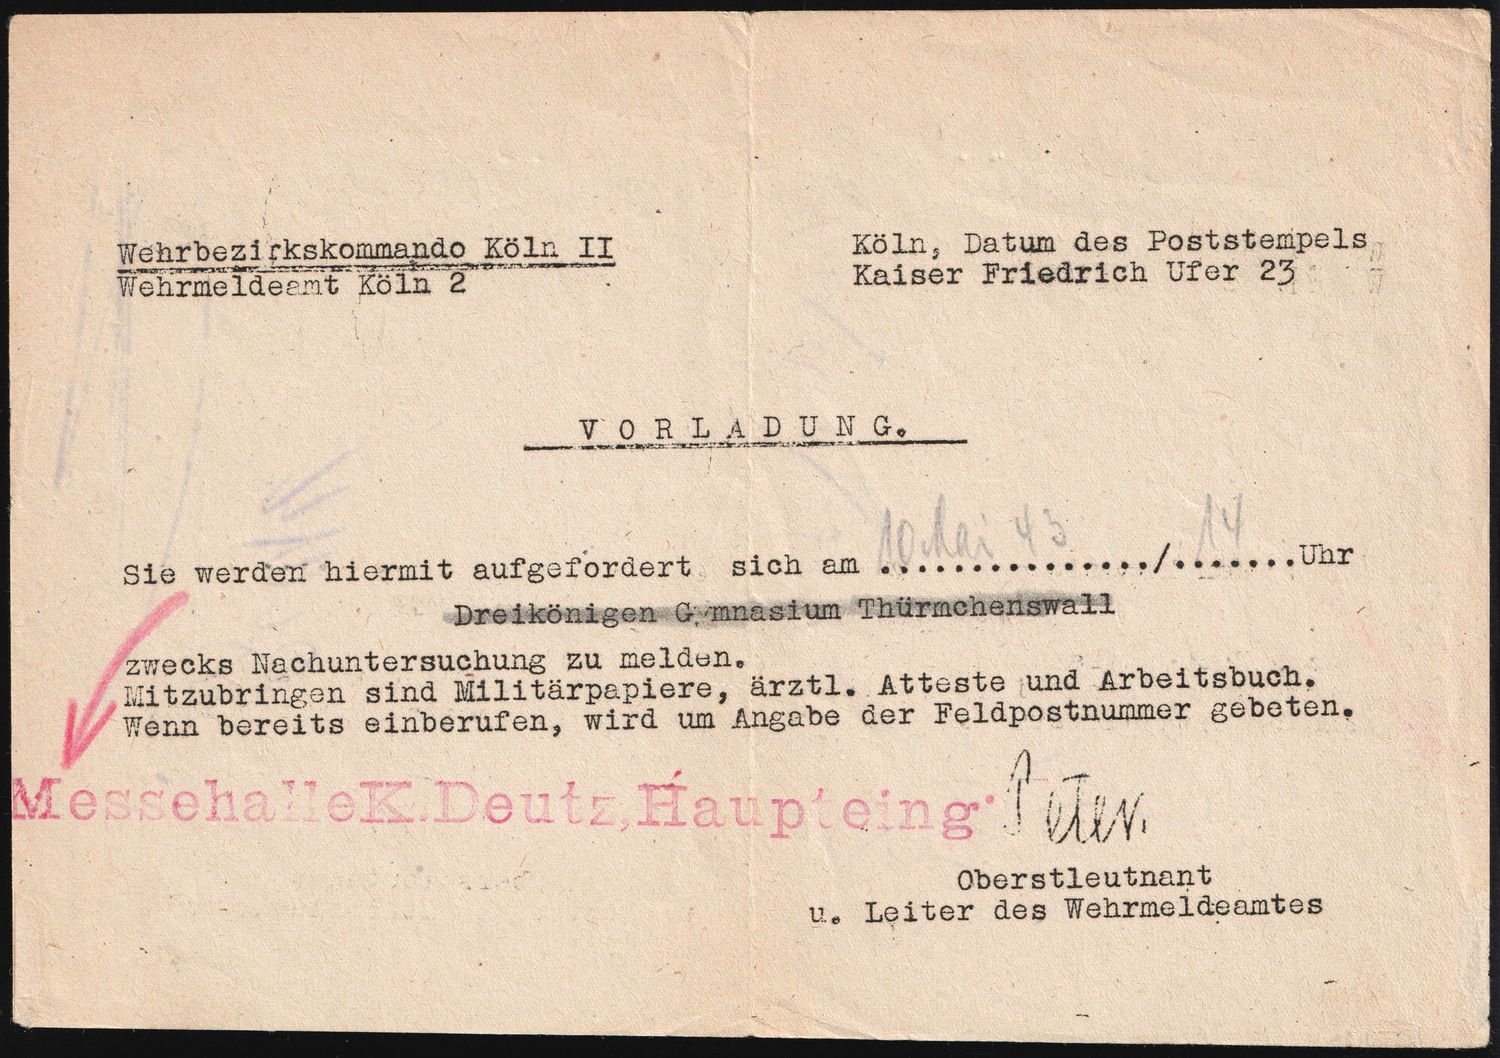 Wehrbezirkskommando Köln II
Wehrmeldeamt Köln 2
Köln, Datum des Poststempels
Kaiser Friedrich Ufer 23
VORLADUNG.
Sie werden hiermit aufgefordert sich am 10 Mai 43 / 14 Uhr
Dreikönigen Gymnasium Thürmchenswall
zwecks Nachuntersuchung zu melden.
Mitzubringen sind Militärpapiere, ärztl. Atteste und Arbeitsbuch.
Wenn bereits einberufen, wird um Angabe der Feldpostnummer gebeten.
MessehalleK.Deutz,Haupteing.
Peter.
Oberstleutnant
u. Leiter des Wehrmeldeamtes